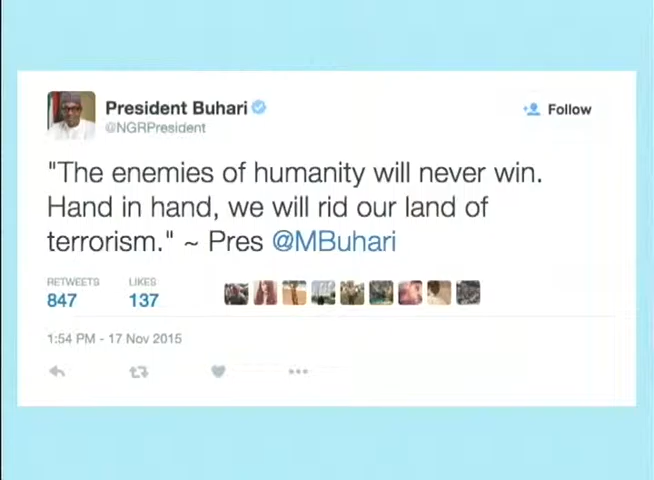 President Buhari
@NGRPresident
Follow
"The enemies of humanity will never win.
Hand in hand, we will rid our land of
terrorism." ~ Pres @MBuhari
RETWEETS LIKES
847 137
1:54 PM - 17 Nov 2015